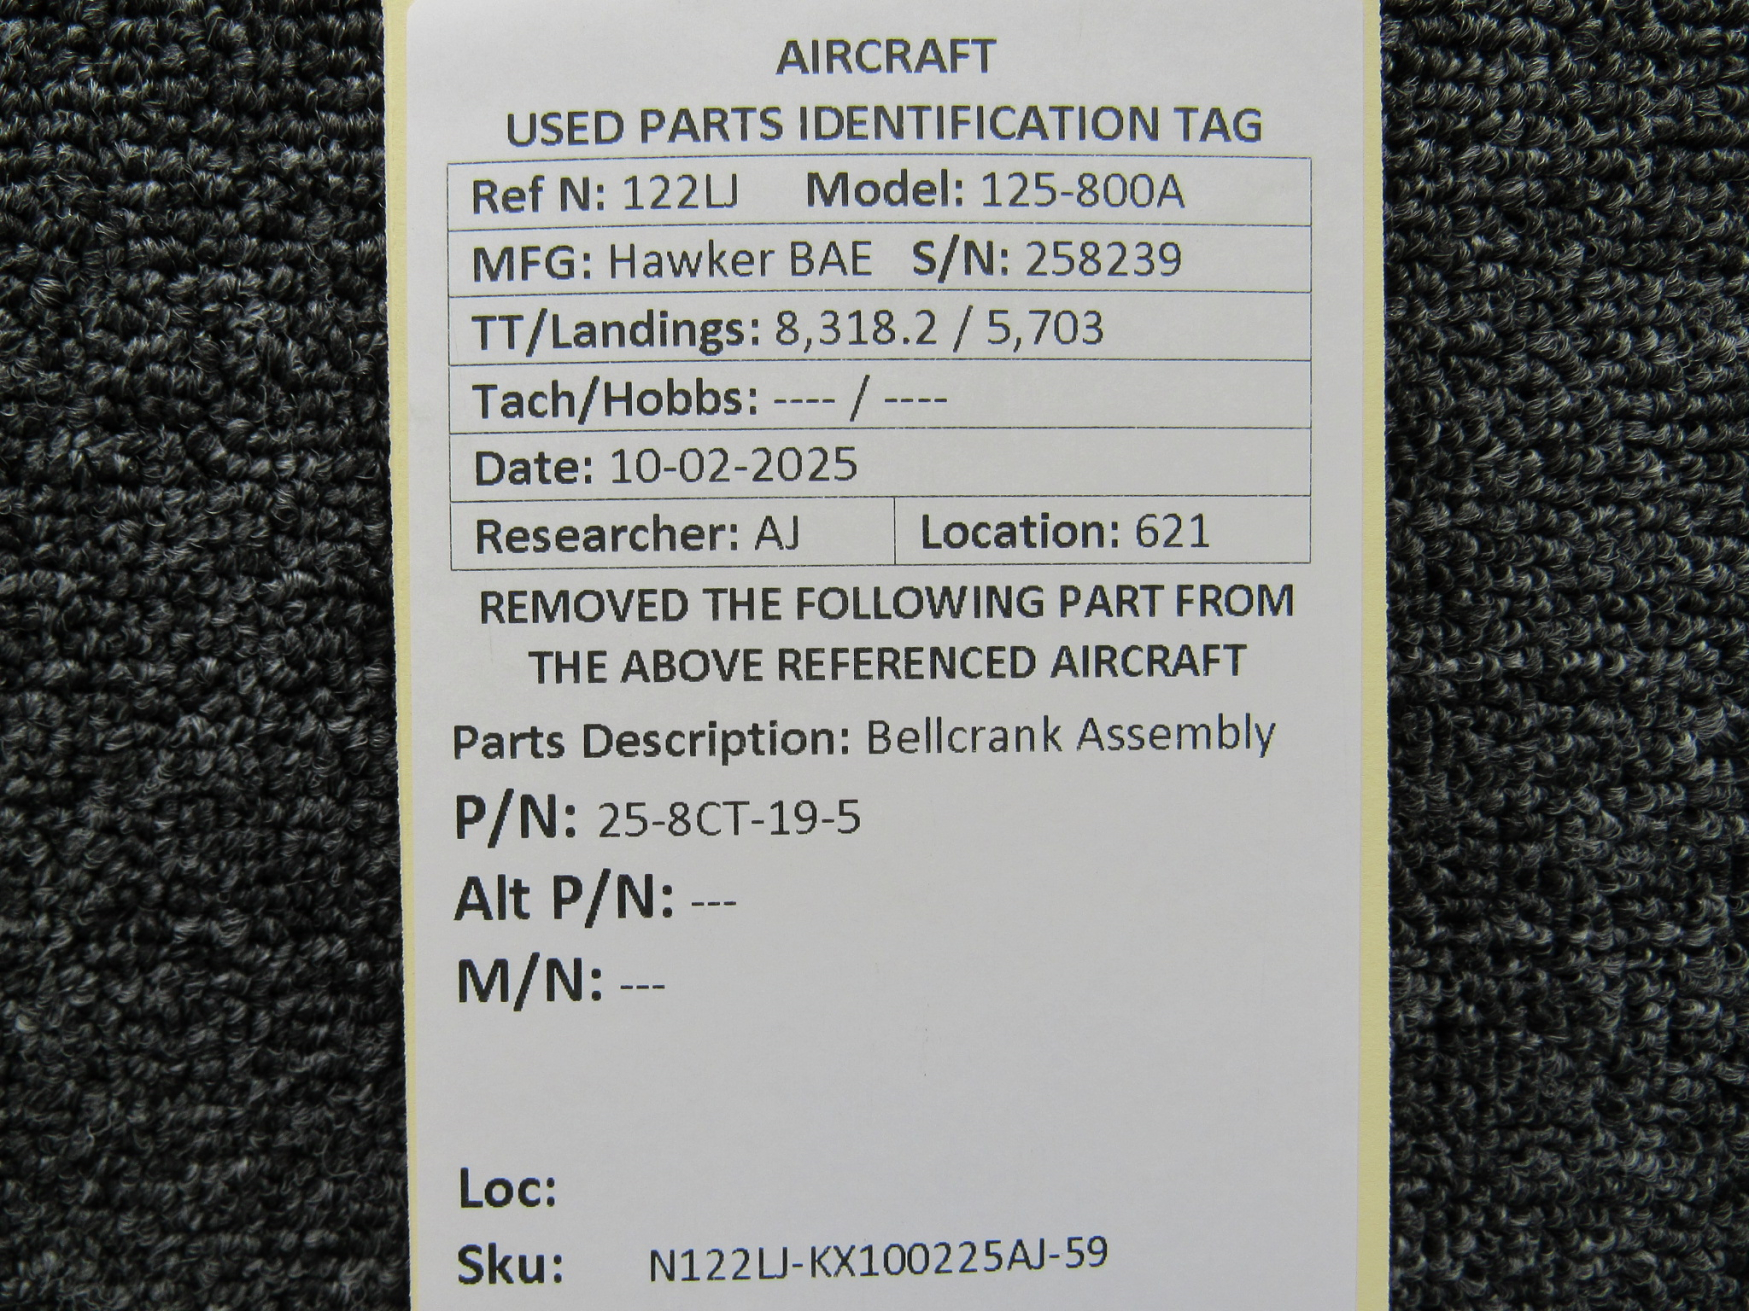 AIRCRAFT
USED PARTS IDENTIFICATION TAG
Ref N: 122LJ Model: 125-800A
MFG: Hawker BAE S/N: 258239
TT/Landings: 8,318.2 / 5,703
Tach/Hobbs: ---- / ----
Date: 10-02-2025
Researcher: AJ Location: 621
REMOVED THE FOLLOWING PART FROM
THE ABOVE REFERENCED AIRCRAFT
Parts Description: Bellcrank Assembly
P/N: 25-8CT-19-5
Alt P/N: ---
M/N: ---
Loc:
Sku: N122LJ-KX100225AJ-59